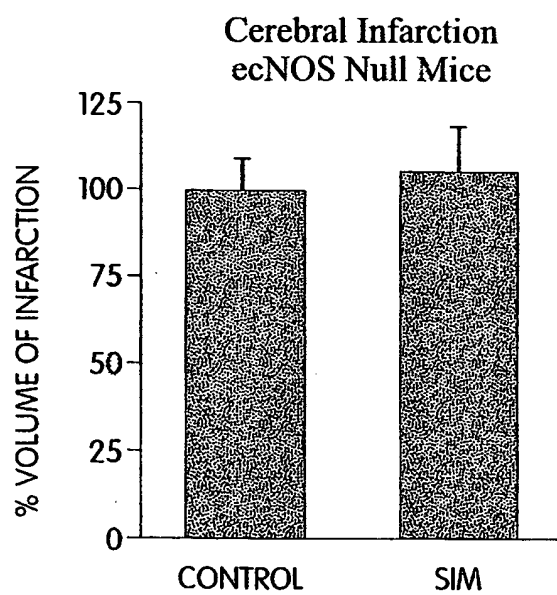 Cerebral Infarction
ecNOS Null Mice
% VOLUME OF INFARCTION
125
100
75
50
25
0
CONTROL SIM